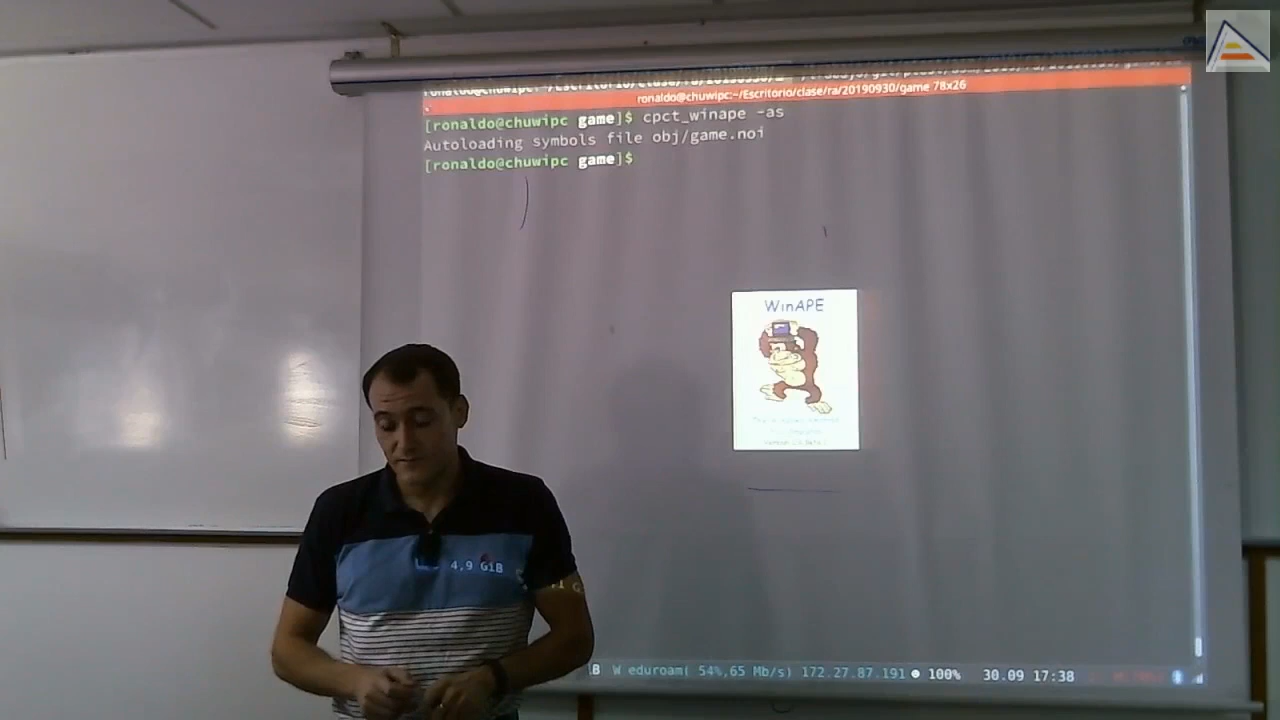 ronaldo@chuwipc:~/Escritorio/clase/ra/20190930/game 78x26
[ronaldo@chuwipc game]$ cpct_winape -as
Autoloading symbols file obj/game.noi
[ronaldo@chuwipc game]$
WinAPE
4,9 GiB
W eduroam( 54%,65 Mb/s) 172.27.87.191 ● 100% 30.09 17:38